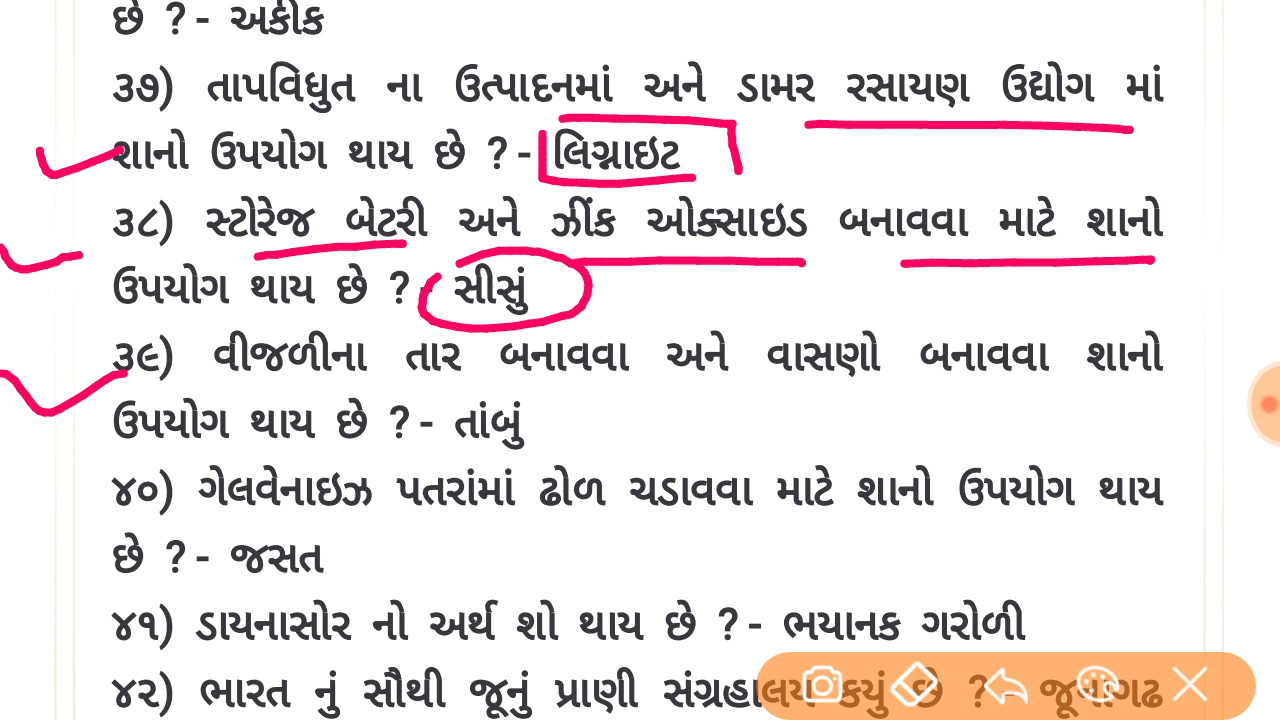 છે ? - અકીક
૩૭) તાપવિધુત ના ઉત્પાદનમાં અને ડામર રસાયણ ઉદ્યોગ માં
શાનો ઉપયોગ થાય છે ? - લિગ્નાઇટ
૩૮) સ્ટોરેજ બેટરી અને ઝીંક ઓક્સાઇડ બનાવવા માટે શાનો
ઉપયોગ થાય છે ? - સીસું
૩૯) વીજળીના તાર બનાવવા અને વાસણો બનાવવા શાનો
ઉપયોગ થાય છે ? - તાંબું
૪૦) ગેલવેનાઇઝ પતરાંમાં ઢોળ ચડાવવા માટે શાનો ઉપયોગ થાય
છે ? - જસત
૪૧) ડાયનાસોર નો અર્થ શો થાય છે ? - ભયાનક ગરોળી
૪૨) ભારત નું સૌથી જૂનું પ્રાણી સંગ્રહાલય કયું છે ? - જૂનાગઢ